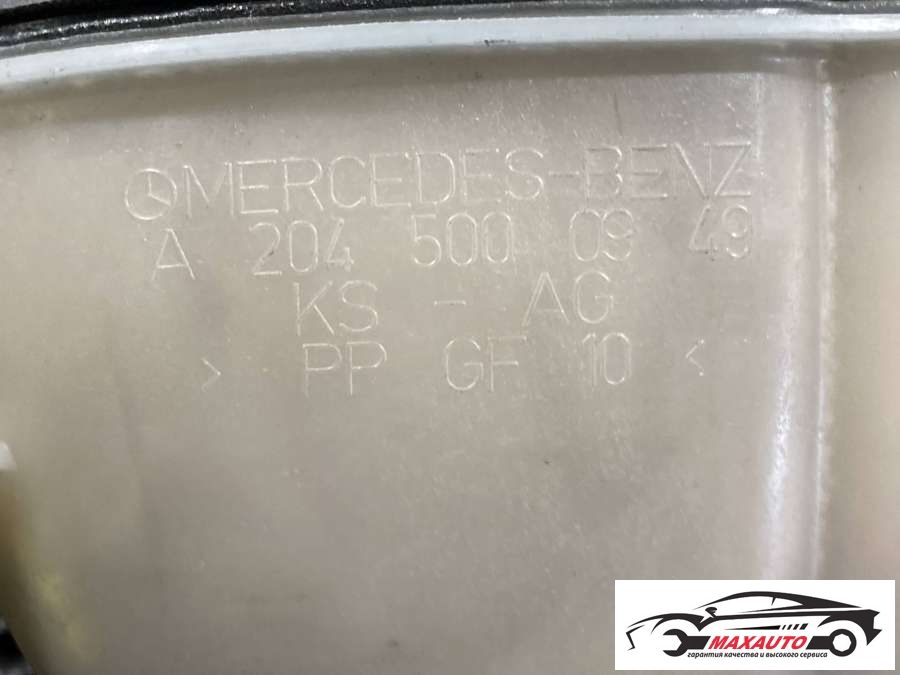 MERCEDES-BENZ
A 204 500 09 49
KS - AG
> PP GF 10 <
MAXAUTO
гарантия качества и высокого сервиса